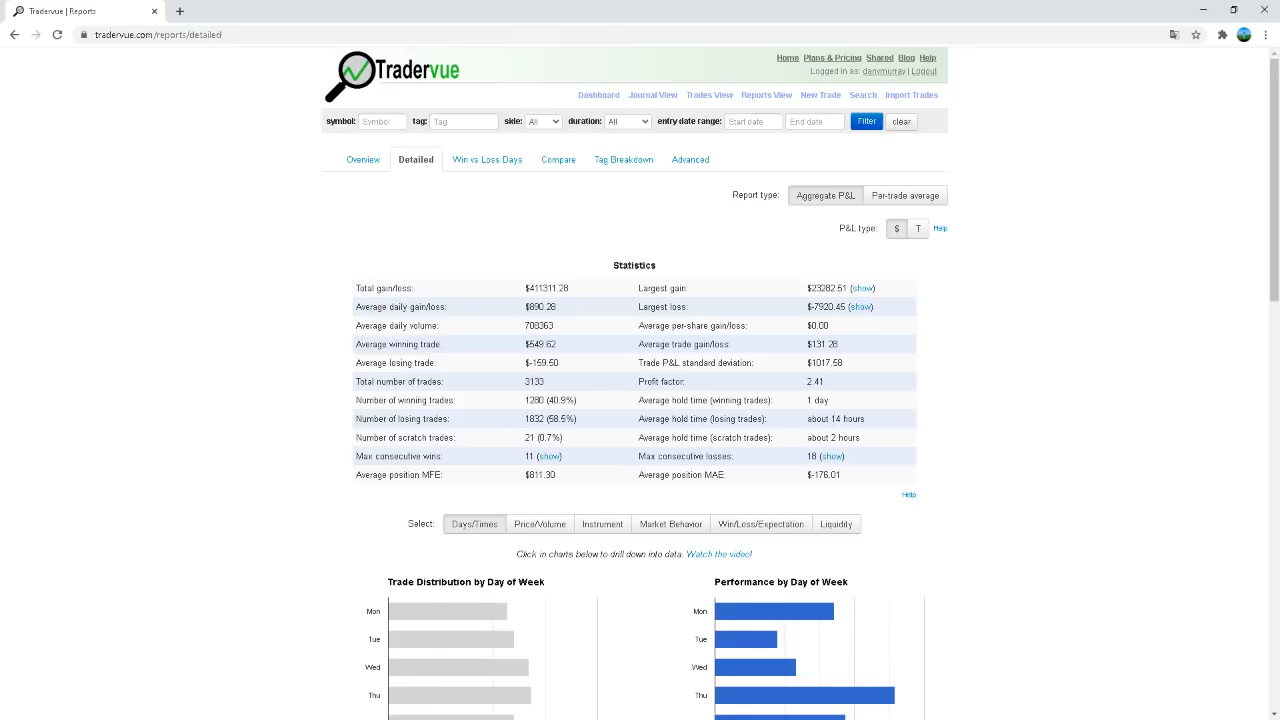 Tradervue | Reports
tradervue.com/reports/detailed
Tradervue
Home Plans & Pricing Shared Blog Help
Logged in as: danvmurray | Logout
Dashboard Journal View Trades View Reports View New Trade Search Import Trades
symbol: Symbol tag: Tag side: All duration: All entry date range: Start date End date Filter clear
Overview Detailed Win vs Loss Days Compare Tag Breakdown Advanced
Report type: Aggregate P&L Per-trade average
P&L type: $ T Help
Statistics
Total gain/loss: $411311.28 Largest gain: $23282.51 (show)
Average daily gain/loss: $890.28 Largest loss: $-7920.45 (show)
Average daily volume: 708363 Average per-share gain/loss: $0.00
Average winning trade: $549.62 Average trade gain/loss: $131.28
Average losing trade: $-159.50 Trade P&L standard deviation: $1017.58
Total number of trades: 3133 Profit factor: 2.41
Number of winning trades: 1280 (40.9%) Average hold time (winning trades): 1 day
Number of losing trades: 1832 (58.5%) Average hold time (losing trades): about 14 hours
Number of scratch trades: 21 (0.7%) Average hold time (scratch trades): about 2 hours
Max consecutive wins: 11 (show) Max consecutive losses: 18 (show)
Average position MFE: $811.30 Average position MAE: $-176.01
Help
Select: Days/Times Price/Volume Instrument Market Behavior Win/Loss/Expectation Liquidity
Click in charts below to drill down into data. Watch the video!
Trade Distribution by Day of Week Performance by Day of Week
Mon Mon
Tue Tue
Wed Wed
Thu Thu